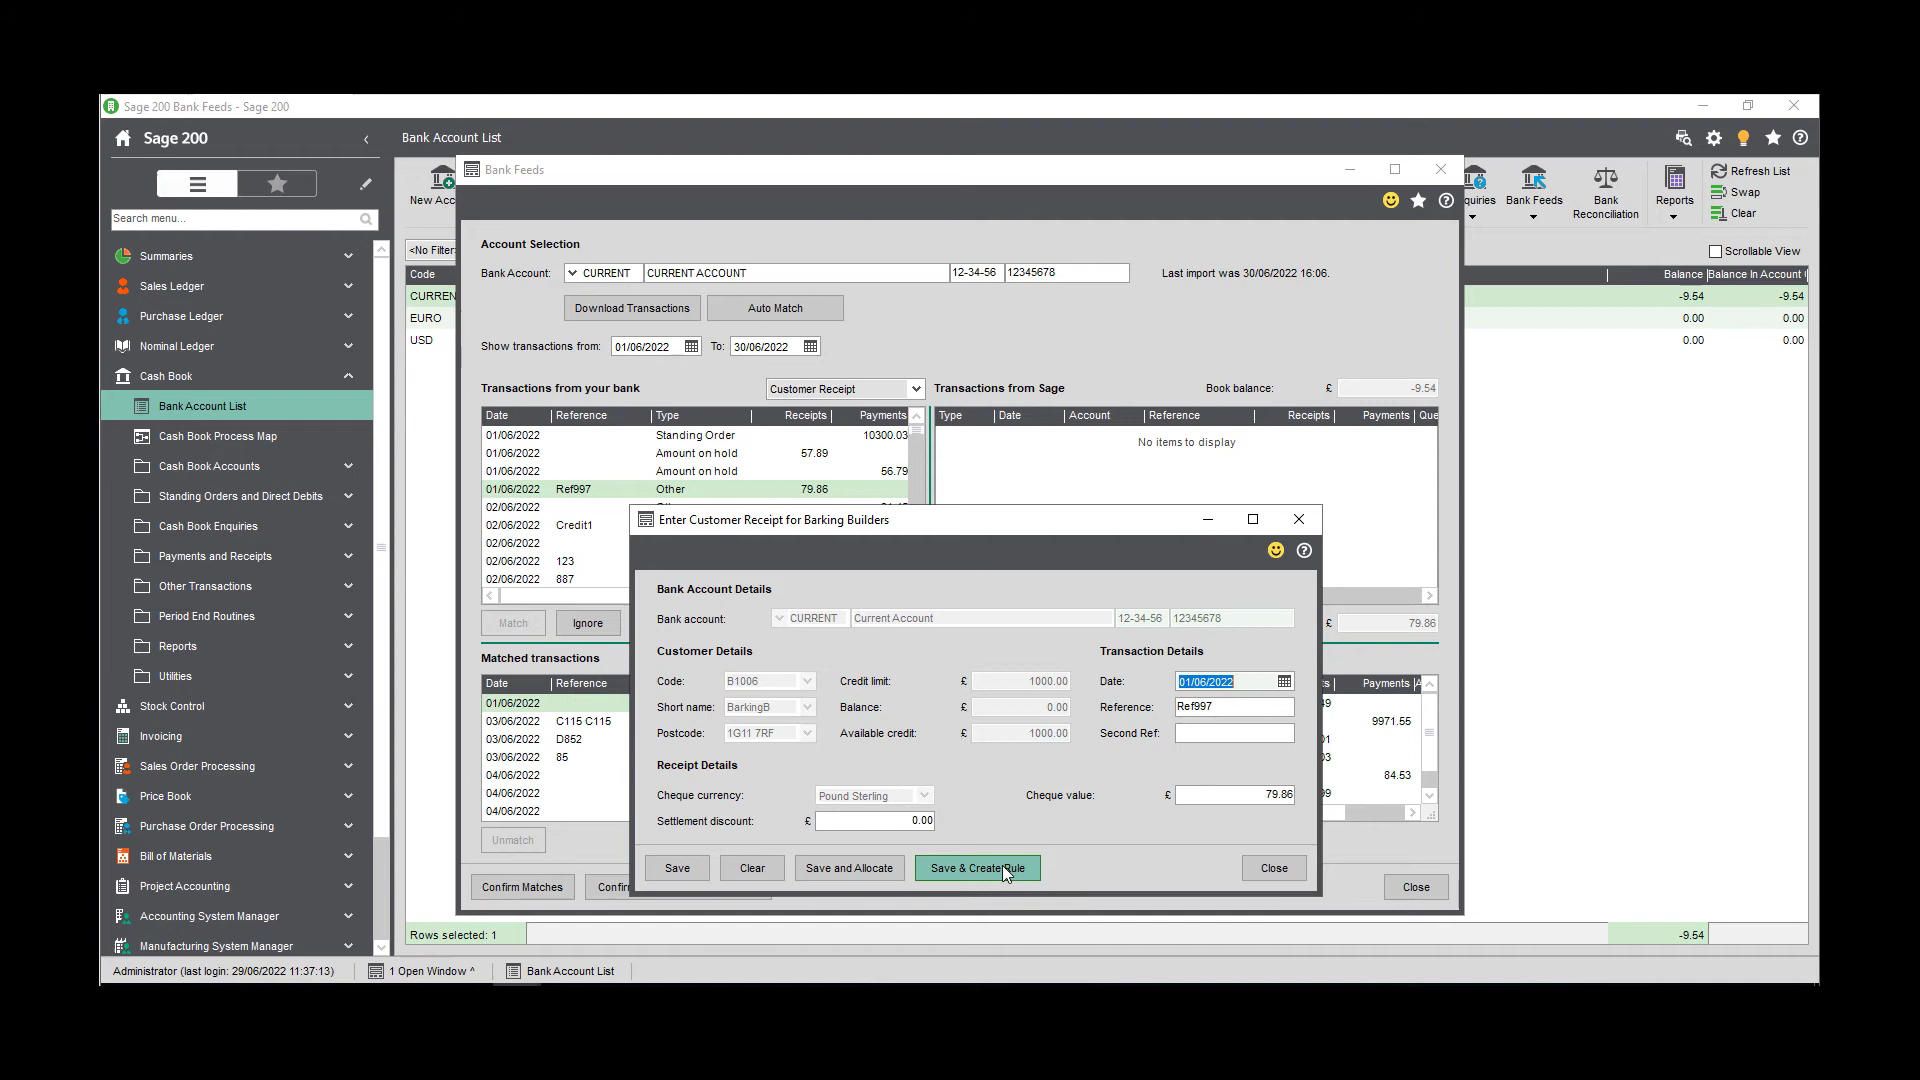 Sage 200 Bank Feeds - Sage 200
Sage 200
Bank Account List
Search menu...
Summaries
Sales Ledger
Purchase Ledger
Nominal Ledger
Cash Book
Bank Account List
Cash Book Process Map
Cash Book Accounts
Standing Orders and Direct Debits
Cash Book Enquiries
Payments and Receipts
Other Transactions
Period End Routines
Reports
Utilities
Stock Control
Invoicing
Sales Order Processing
Price Book
Purchase Order Processing
Bill of Materials
Project Accounting
Accounting System Manager
Manufacturing System Manager
New Acc
quiries
Bank Feeds
Bank Reconciliation
Reports
Refresh List
Swap
Clear
<No Filter
Scrollable View
Code
Balance
Balance In Account
CURREN -9.54 -9.54
EURO 0.00 0.00
USD 0.00 0.00
Bank Feeds
Account Selection
Bank Account: CURRENT CURRENT ACCOUNT 12-34-56 12345678 Last import was 30/06/2022 16:06.
Download Transactions Auto Match
Show transactions from: 01/06/2022 To: 30/06/2022
Transactions from your bank Customer Receipt
Date Reference Type Receipts Payments
01/06/2022 Standing Order 10300.03
01/06/2022 Amount on hold 57.89
01/06/2022 Amount on hold 56.79
01/06/2022 Ref997 Other 79.86
02/06/2022
02/06/2022 Credit1
02/06/2022
02/06/2022 123
02/06/2022 887
Match Ignore
Transactions from Sage Book balance: £ -9.54
Type Date Account Reference Receipts Payments Que
No items to display
£ 79.86
Matched transactions
Date Reference
Payments
01/06/2022 49
03/06/2022 C115 C115 9971.55
03/06/2022 D852 01
03/06/2022 85 03
04/06/2022 84.53
04/06/2022 99
04/06/2022
Unmatch
Confirm Matches Confir
Close
Enter Customer Receipt for Barking Builders
Bank Account Details
Bank account: CURRENT Current Account 12-34-56 12345678
Customer Details
Transaction Details
Code: B1006 Credit limit: £ 1000.00 Date: 01/06/2022
Short name: BarkingB Balance: £ 0.00 Reference: Ref997
Postcode: 1G11 7RF Available credit: £ 1000.00 Second Ref:
Receipt Details
Cheque currency: Pound Sterling Cheque value: £ 79.86
Settlement discount: £ 0.00
Save Clear Save and Allocate Save & Create Rule Close
Rows selected: 1 -9.54
Administrator (last login: 29/06/2022 11:37:13) 1 Open Window ^ Bank Account List